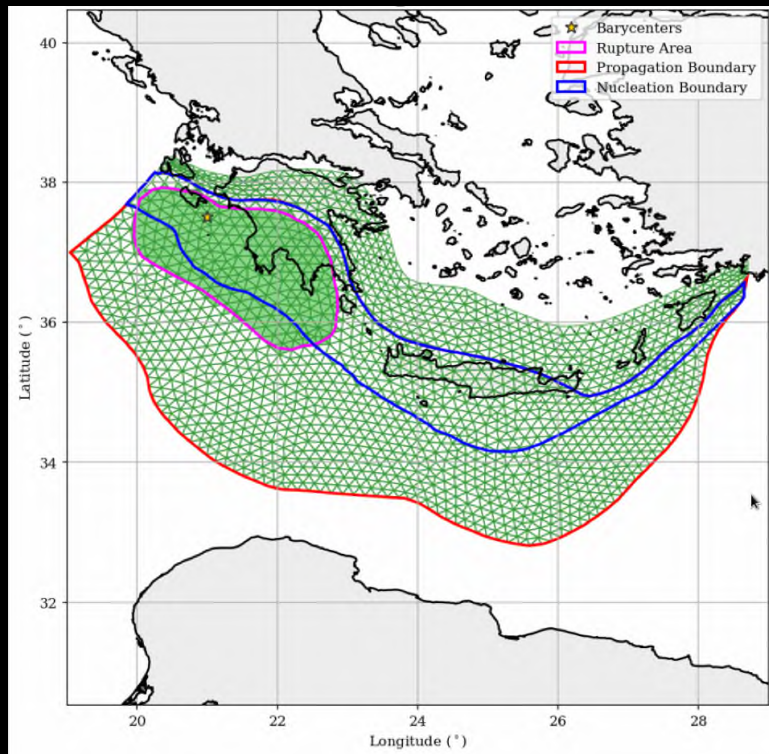 Barycenters
Rupture Area
Propagation Boundary
Nucleation Boundary
40
38
36
34
32
Latitude (°)
20
22
24
26
28
Longitude (°)